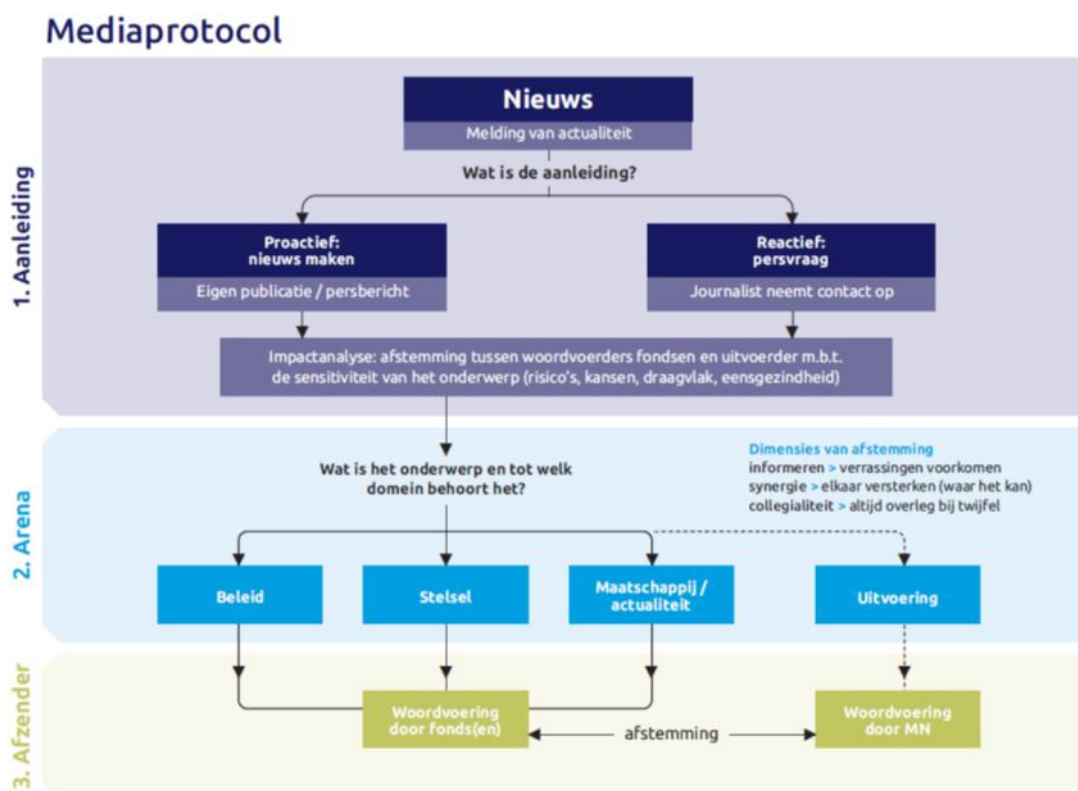 Mediaprotocol
1. Aanleiding
Nieuws
Melding van actualiteit
Wat is de aanleiding?
Proactief:
nieuws maken
Eigen publicatie / persbericht
Reactief:
persvraag
Journalist neemt contact op
Impactanalyse: afstemming tussen woordvoerders fondsen en uitvoerder m.b.t.
de sensitiviteit van het onderwerp (risico's, kansen, draagvlak, eensgezindheid)
2. Arena
Wat is het onderwerp en tot welk
domein behoort het?
Dimensies van afstemming
informeren > verrassingen voorkomen
synergie > elkaar versterken (waar het kan)
collegialiteit > altijd overleg bij twijfel
Beleid
Stelsel
Maatschappij /
actualiteit
Uitvoering
3. Afzender
Woordvoering
door fonds(en)
afstemming
Woordvoering
door MN